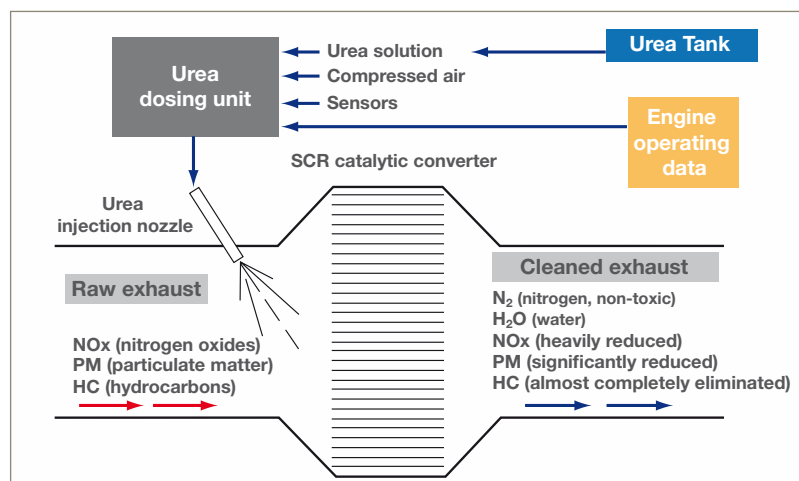 Urea
dosing unit
Urea solution
Compressed air
Sensors
Urea Tank
Engine
operating
data
SCR catalytic converter
Urea
injection nozzle
Raw exhaust
NOx (nitrogen oxides)
PM (particulate matter)
HC (hydrocarbons)
Cleaned exhaust
N₂ (nitrogen, non-toxic)
H₂O (water)
NOx (heavily reduced)
PM (significantly reduced)
HC (almost completely eliminated)